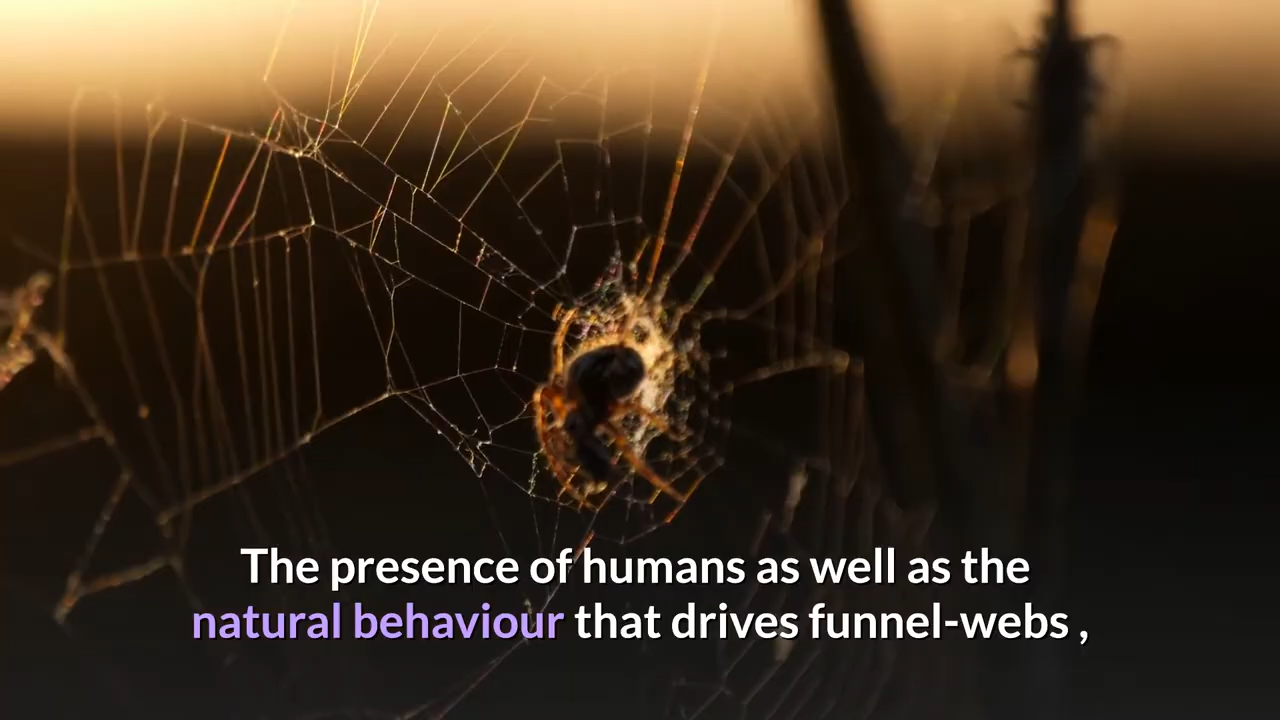 The presence of humans as well as the
natural behaviour that drives funnel-webs ,